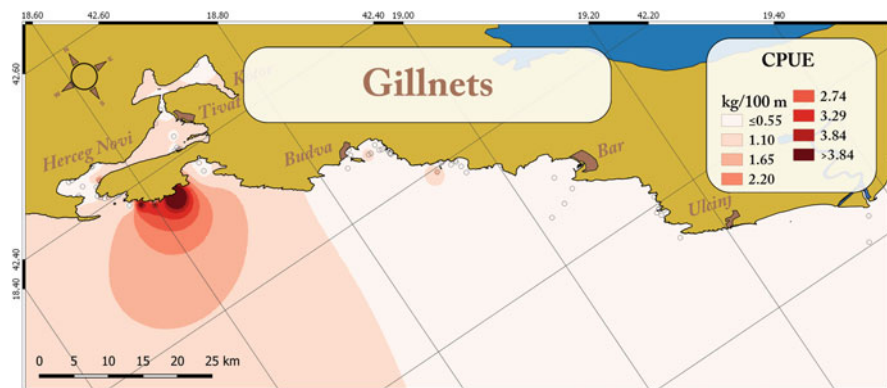 18.60 42.60 18.80 42.40 19.00 19.20 42.20 19.40
42.60
Gillnets
CPUE
kg/100 m
≤0.55
1.10
1.65
2.20
2.74
3.29
3.84
>3.84
Tivat
Herceg Novi
Budva
Bar
Ulcinj
42.40
18.40
0 5 10 15 20 25 km